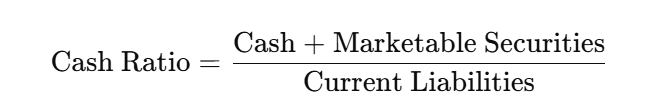 Cash Ratio = Cash + Marketable Securities
Current Liabilities